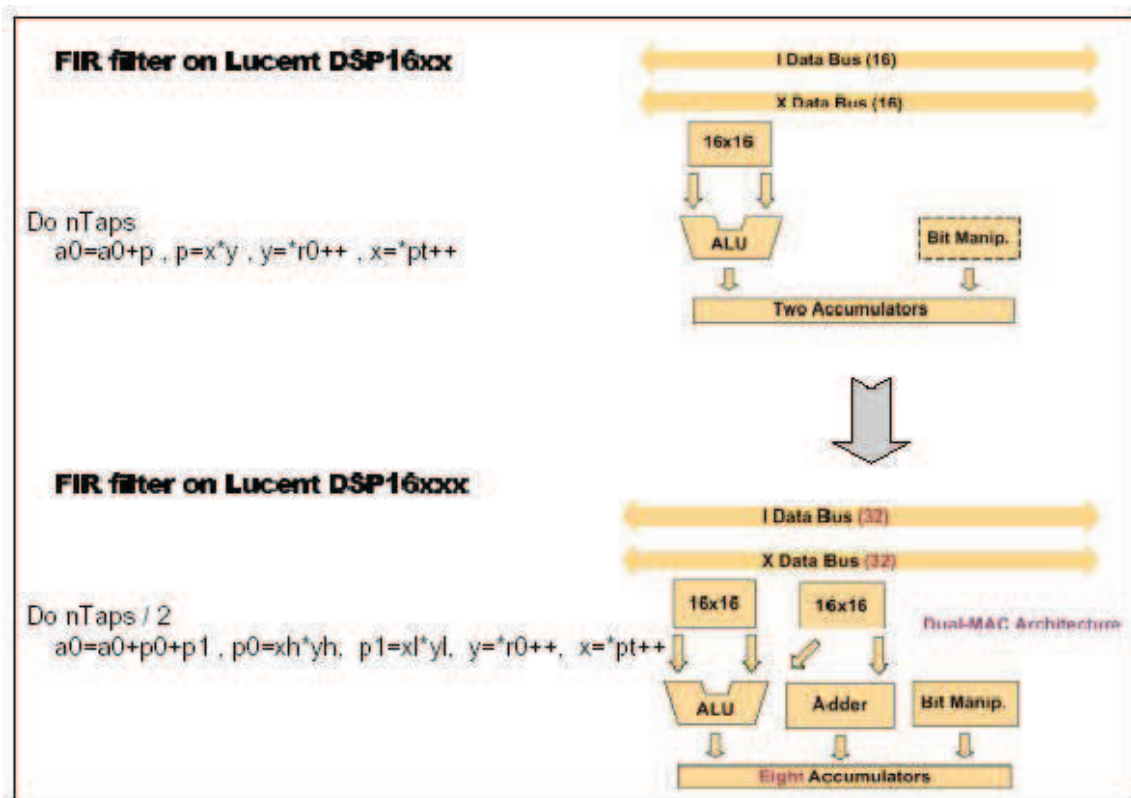 FIR filter on Lucent DSP16xx
I Data Bus (16)
X Data Bus (16)
16x16
Do nTaps
a0=a0+p , p=x*y , y=*r0++ , x=*pt++
ALU
Bit Manip.
Two Accumulators
FIR filter on Lucent DSP16xxx
I Data Bus (32)
X Data Bus (32)
16x16
16x16
Dual-MAC Architecture
Do nTaps / 2
a0=a0+p0+p1 , p0=xh*yh, p1=xl*yl, y=*r0++, x=*pt++
ALU
Adder
Bit Manip.
Eight Accumulators